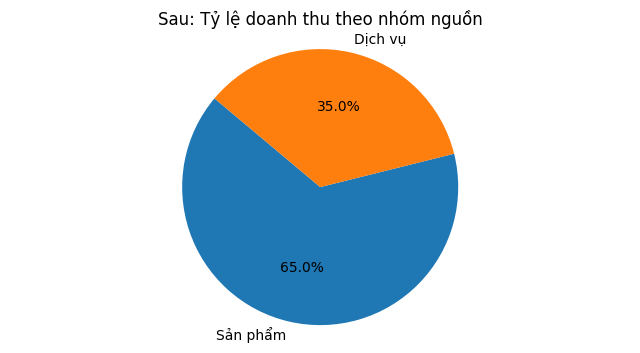 Sau: Tỷ lệ doanh thu theo nhóm nguồn
Dịch vụ
35.0%
65.0%
Sản phẩm